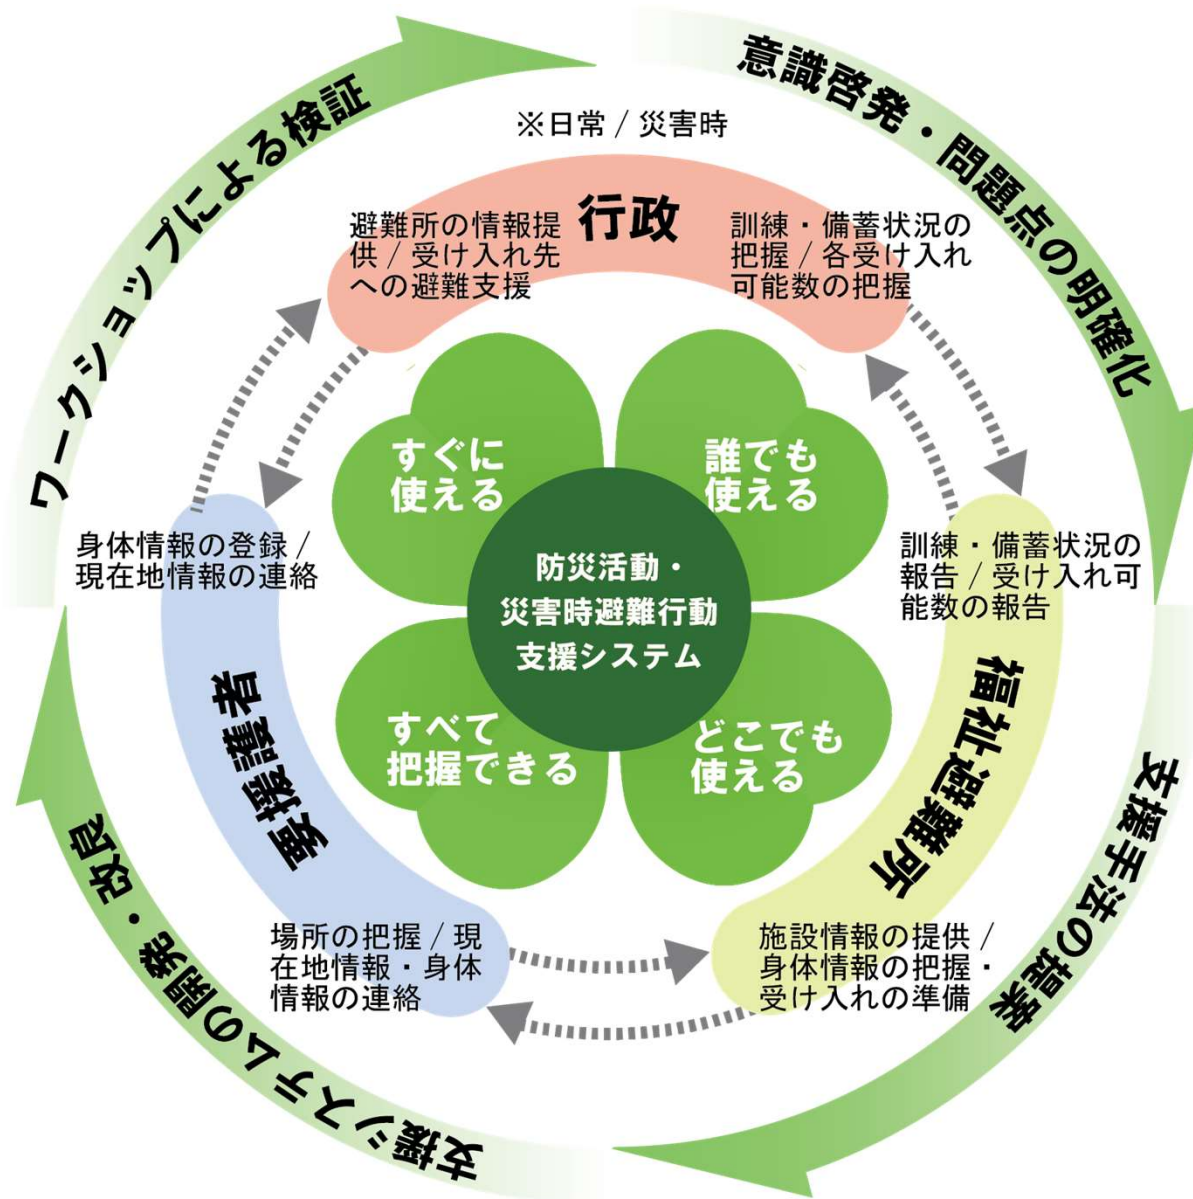 ワークショップによる検証
意識啓発・問題点の明確化
※日常 / 災害時
行政
避難所の情報提
供 / 受け入れ先
への避難支援
訓練・備蓄状況の
把握 / 各受け入れ
可能数の把握
すぐに
使える
誰でも
使える
身体情報の登録 /
現在地情報の連絡
防災活動・
災害時避難行動
支援システム
訓練・備蓄状況の
報告 / 受け入れ可
能数の報告
要援護者
すべて
把握できる
どこでも
使える
福祉避難所
場所の把握 / 現
在地情報・身体
情報の連絡
施設情報の提供 /
身体情報の把握・
受け入れの準備
支援手法の提案
支援システムの開発・改良